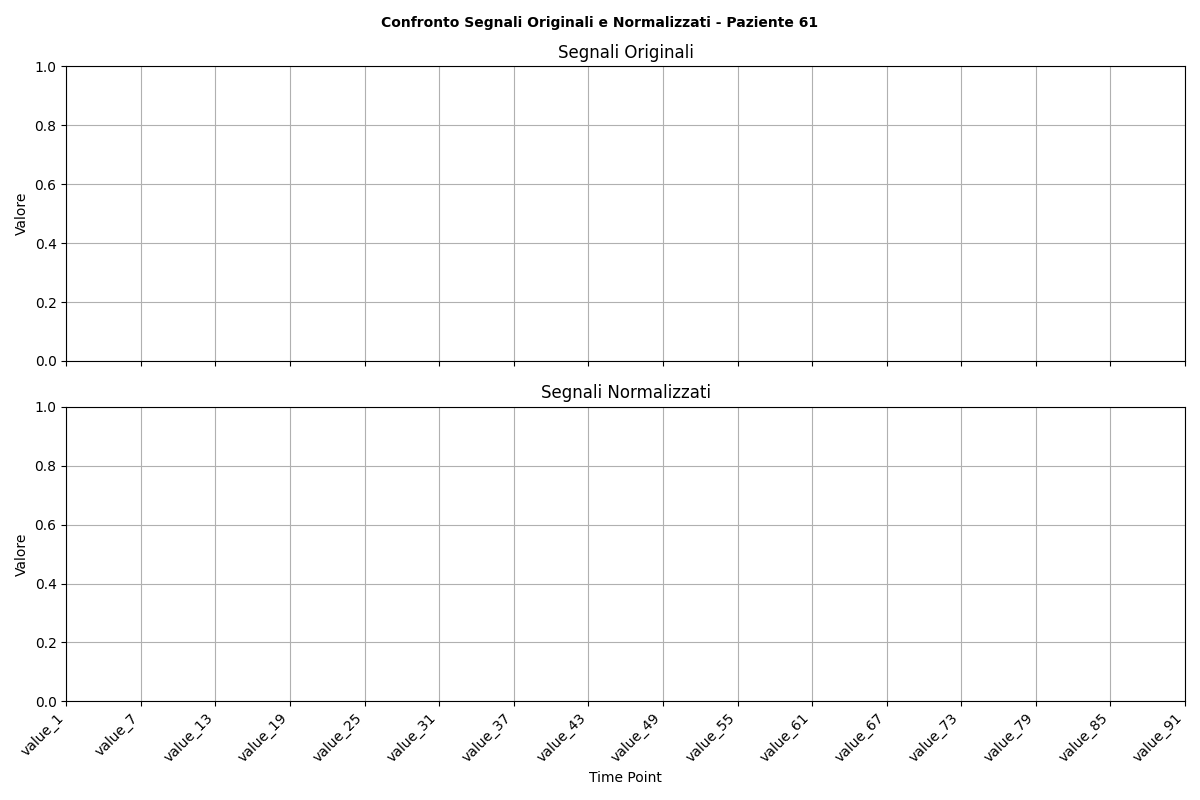 Confronto Segnali Originali e Normalizzati - Paziente 61
Segnali Originali
1.0
0.8
0.6
0.4
0.2
0.0
Valore
Segnali Normalizzati
1.0
0.8
0.6
0.4
0.2
0.0
Valore
value_1
value_7
value_13
value_19
value_25
value_31
value_37
value_43
value_49
value_55
value_61
value_67
value_73
value_79
value_85
value_91
Time Point